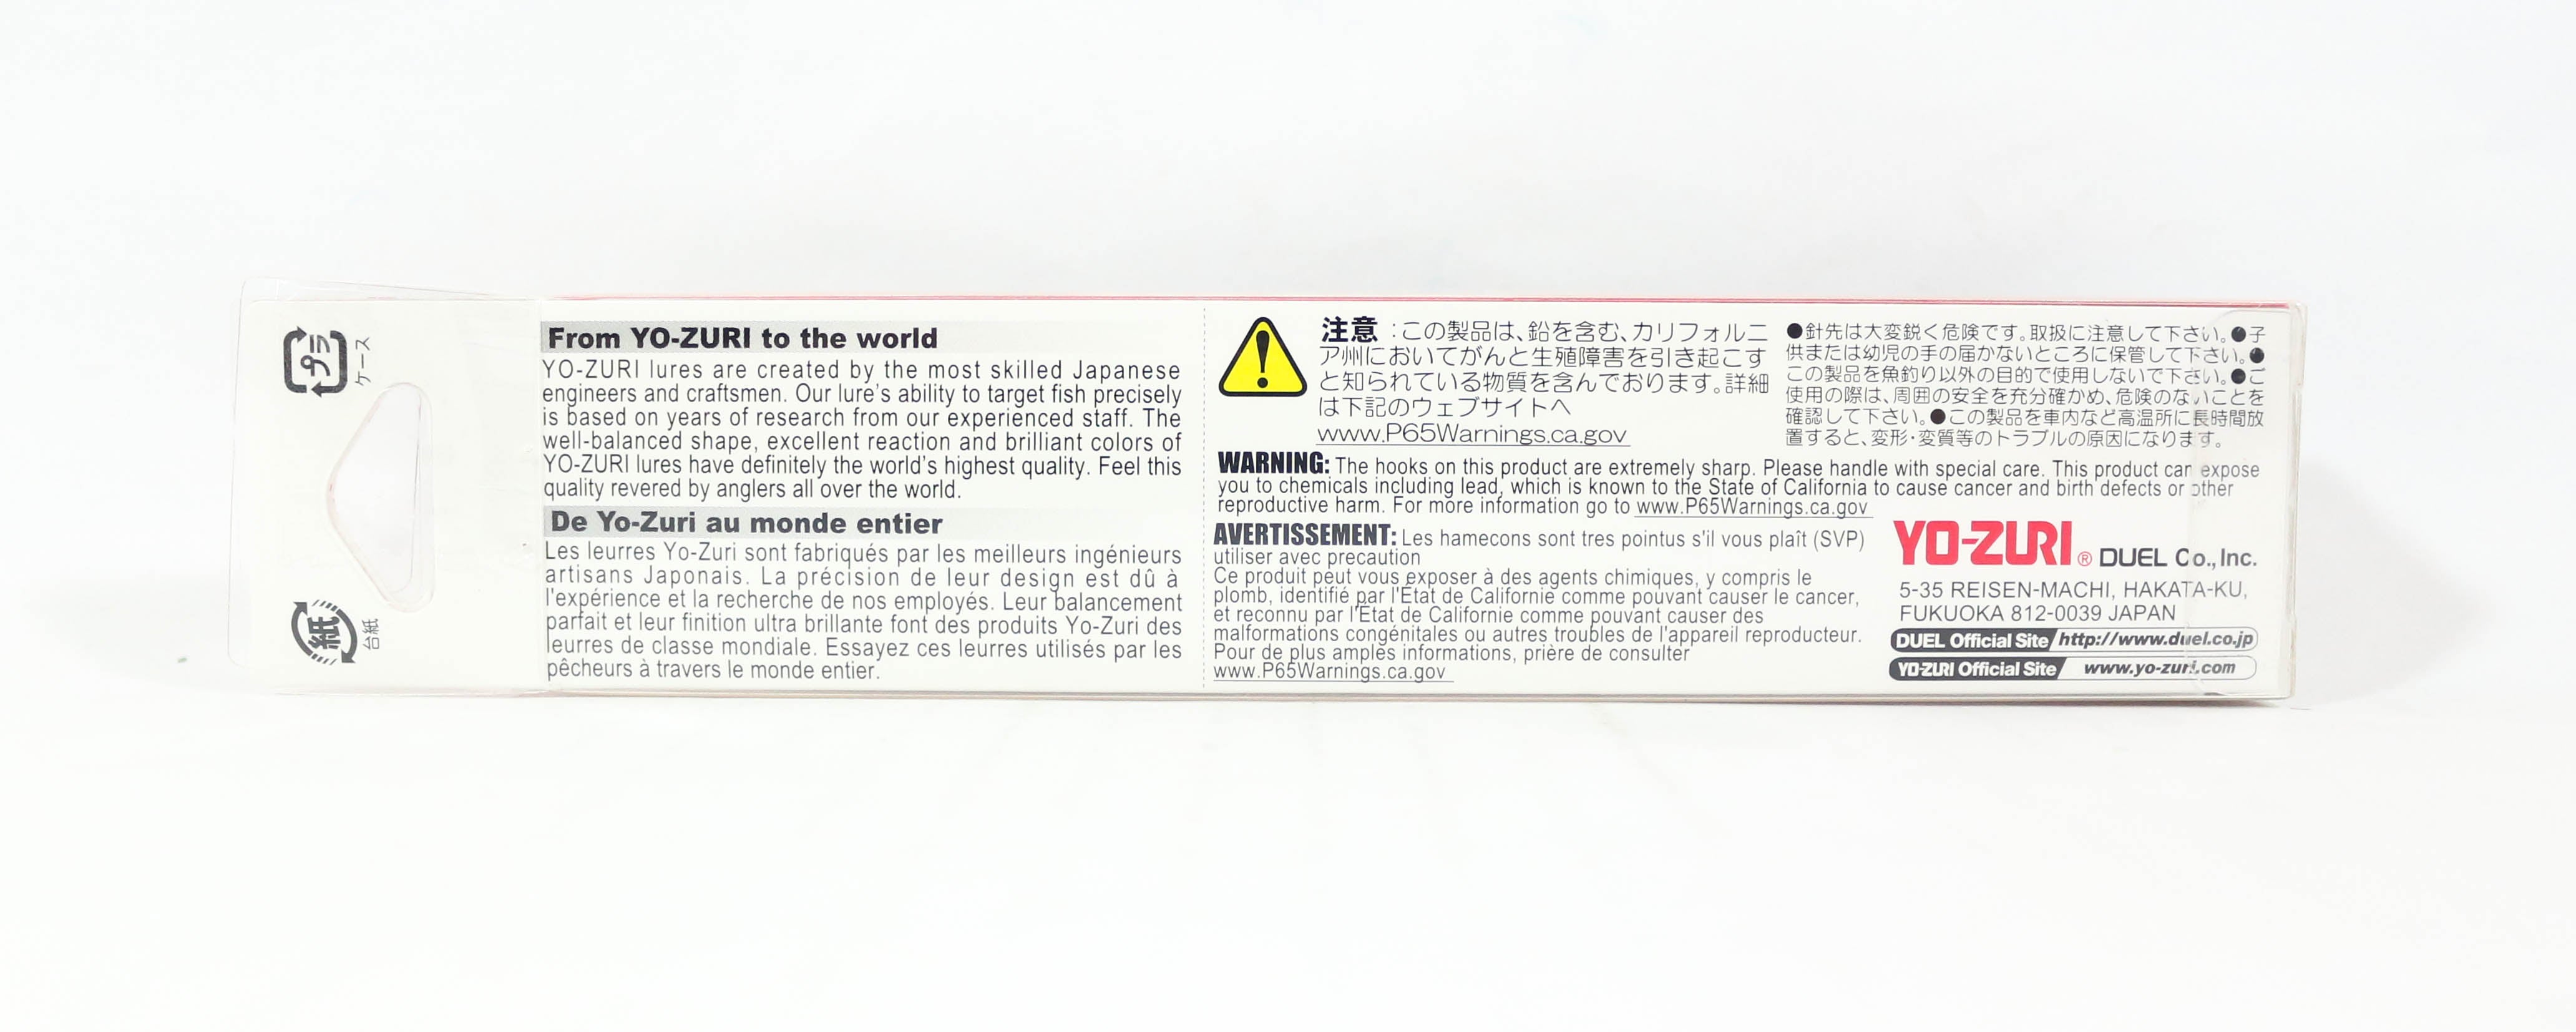 プラ
ケース
紙
台紙
From YO-ZURI to the world
YO-ZURI lures are created by the most skilled Japanese
engineers and craftsmen. Our lure's ability to target fish precisely
is based on years of research from our experienced staff. The
well-balanced shape, excellent reaction and brilliant colors of
YO-ZURI lures have definitely the world's highest quality. Feel this
quality revered by anglers all over the world.
De Yo-Zuri au monde entier
Les leurres Yo-Zuri sont fabriqués par les meilleurs ingénieurs
artisans Japonais. La précision de leur design est dû à
l'expérience et la recherche de nos employés. Leur balancement
parfait et leur finition ultra brillante font des produits Yo-Zuri des
leurres de classe mondiale. Essayez ces leurres utilisés par les
pêcheurs à travers le monde entier.
注意:この製品は、鉛を含む、カリフォルニ
ア州においてがんと生殖障害を引き起こす
と知られている物質を含んでおります。詳細
は下記のウェブサイトへ
www.P65Warnings.ca.gov
●針先は大変鋭く危険です。取扱に注意して下さい。●子
供または幼児の手の届かないところに保管して下さい。●
この製品を魚釣り以外の目的で使用しないで下さい。●ご
使用の際は、周囲の安全を充分確かめ、危険のないことを
確認して下さい。●この製品を車内など高温所に長時間放
置すると、変形・変質等のトラブルの原因になります。
WARNING: The hooks on this product are extremely sharp. Please handle with special care. This product can expose
you to chemicals including lead, which is known to the State of California to cause cancer and birth defects or other
reproductive harm. For more information go to www.P65Warnings.ca.gov
AVERTISSEMENT: Les hamecons sont tres pointus s'il vous plaît (SVP)
utiliser avec precaution
Ce produit peut vous exposer à des agents chimiques, y compris le
plomb, identifié par l'État de Californie comme pouvant causer le cancer,
et reconnu par l'État de Californie comme pouvant causer des
malformations congénitales ou autres troubles de l'appareil reproducteur.
Pour de plus amples informations, prière de consulter
www.P65Warnings.ca.gov
YO-ZURI® DUEL Co., Inc.
5-35 REISEN-MACHI, HAKATA-KU,
FUKUOKA 812-0039 JAPAN
DUEL Official Site http://www.duel.co.jp
YO-ZURI Official Site www.yo-zuri.com